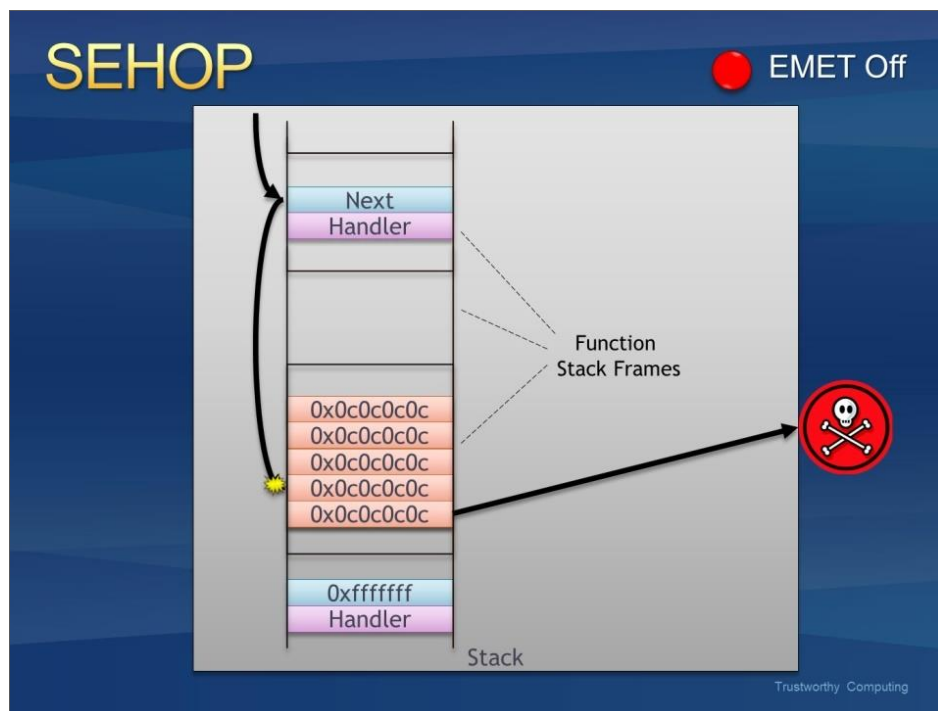 SEHOP
EMET Off
Next
Handler
Function
Stack Frames
0x0c0c0c0c
0x0c0c0c0c
0x0c0c0c0c
0x0c0c0c0c
0x0c0c0c0c
0xfffffff
Handler
Stack
Trustworthy Computing